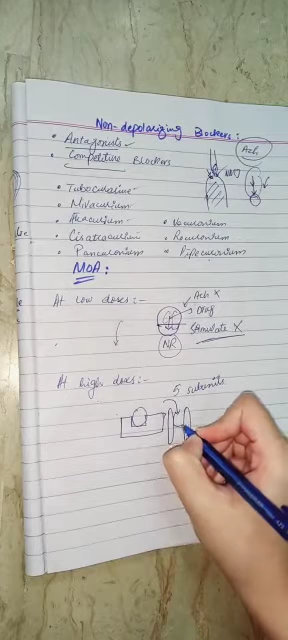 Non-depolarizing Blockers:
• Antagonists
• Competitive Blockers
Ach
NMJ
• Tubocurarine
• Mivacurium
• Atracurium • Vecuronium
• Cisatracurium • Rocuronium
• Pancuronium • Pipecuronium
MOA:
At low doses:-
Ach X
Drug
Stimulate X
NR
At high doses:-
5 subunits